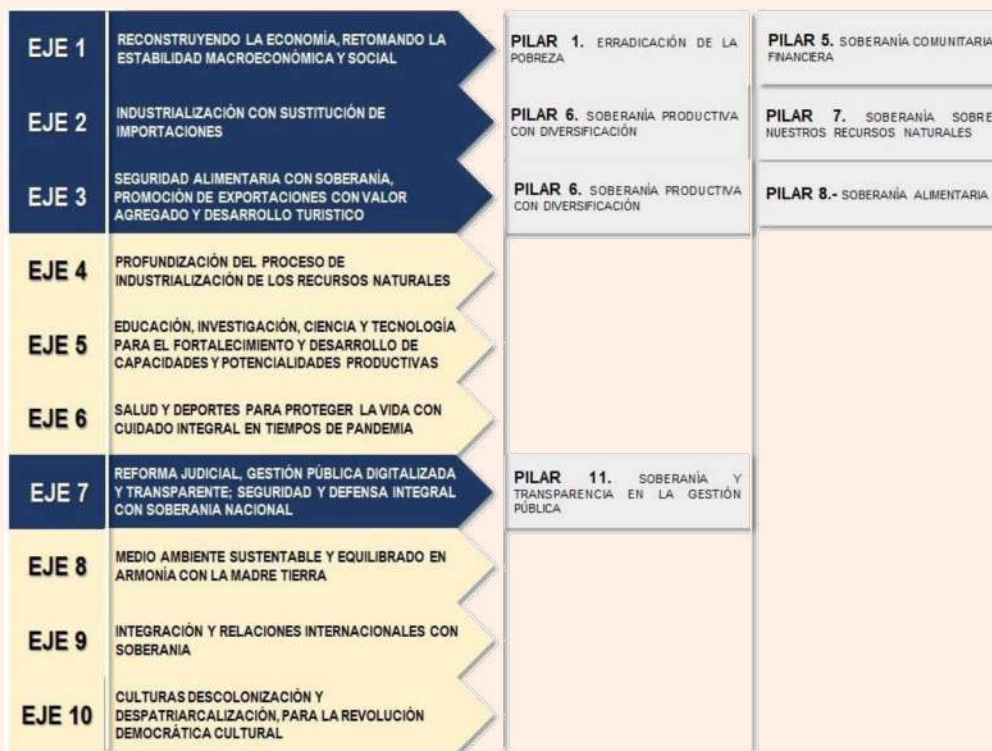 EJE 1
RECONSTRUYENDO LA ECONOMÍA, RETOMANDO LA
ESTABILIDAD MACROECONÓMICA Y SOCIAL
PILAR 1. ERRADICACIÓN DE LA
POBREZA
PILAR 5. SOBERANÍA COMUNITARIA
FINANCIERA
EJE 2
INDUSTRIALIZACIÓN CON SUSTITUCIÓN DE
IMPORTACIONES
PILAR 6. SOBERANÍA PRODUCTIVA
CON DIVERSIFICACIÓN
PILAR 7. SOBERANÍA SOBRE
NUESTROS RECURSOS NATURALES
EJE 3
SEGURIDAD ALIMENTARIA CON SOBERANÍA,
PROMOCIÓN DE EXPORTACIONES CON VALOR
AGREGADO Y DESARROLLO TURISTICO
PILAR 6. SOBERANÍA PRODUCTIVA
CON DIVERSIFICACIÓN
PILAR 8.- SOBERANÍA ALIMENTARIA
EJE 4
PROFUNDIZACIÓN DEL PROCESO DE
INDUSTRIALIZACIÓN DE LOS RECURSOS NATURALES
EJE 5
EDUCACIÓN, INVESTIGACIÓN, CIENCIA Y TECNOLOGÍA
PARA EL FORTALECIMIENTO Y DESARROLLO DE
CAPACIDADES Y POTENCIALIDADES PRODUCTIVAS
EJE 6
SALUD Y DEPORTES PARA PROTEGER LA VIDA CON
CUIDADO INTEGRAL EN TIEMPOS DE PANDEMIA
EJE 7
REFORMA JUDICIAL, GESTIÓN PÚBLICA DIGITALIZADA
Y TRANSPARENTE; SEGURIDAD Y DEFENSA INTEGRAL
CON SOBERANIA NACIONAL
PILAR 11. SOBERANÍA Y
TRANSPARENCIA EN LA GESTIÓN
PÚBLICA
EJE 8
MEDIO AMBIENTE SUSTENTABLE Y EQUILIBRADO EN
ARMONÍA CON LA MADRE TIERRA
EJE 9
INTEGRACIÓN Y RELACIONES INTERNACIONALES CON
SOBERANIA
EJE 10
CULTURAS DESCOLONIZACIÓN Y
DESPATRIARCALIZACIÓN, PARA LA REVOLUCIÓN
DEMOCRÁTICA CULTURAL